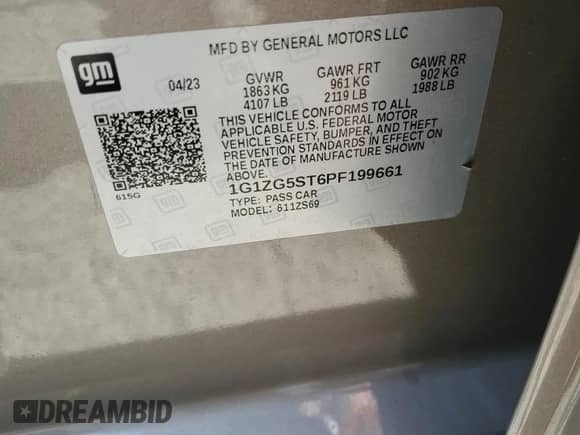 MFD BY GENERAL MOTORS LLC
gm
04/23
GVWR GAWR FRT GAWR RR
1863 KG 961 KG 902 KG
4107 LB 2119 LB 1988 LB
THIS VEHICLE CONFORMS TO ALL
APPLICABLE U.S. FEDERAL MOTOR
VEHICLE SAFETY, BUMPER, AND THEFT
PREVENTION STANDARDS IN EFFECT ON
THE DATE OF MANUFACTURE SHOWN
ABOVE.
615G
1G1ZG5ST6PF199661
TYPE: PASS CAR
MODEL: 611ZS69
DREAMBID